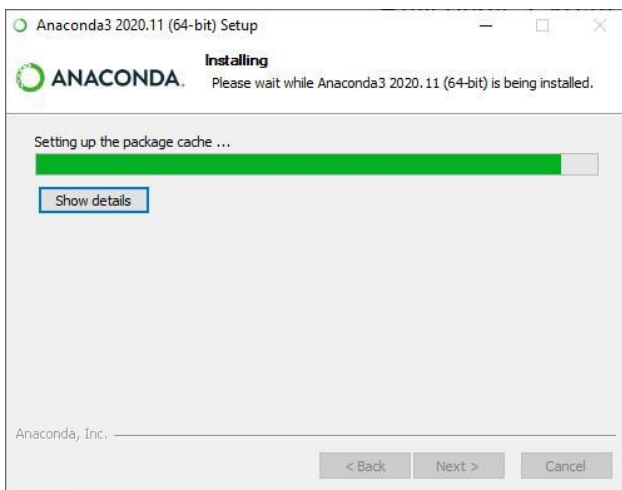 Anaconda3 2020.11 (64-bit) Setup
Installing
ANACONDA.
Please wait while Anaconda3 2020.11 (64-bit) is being installed.
Setting up the package cache ...
Show details
Anaconda, Inc.
< Back Next > Cancel